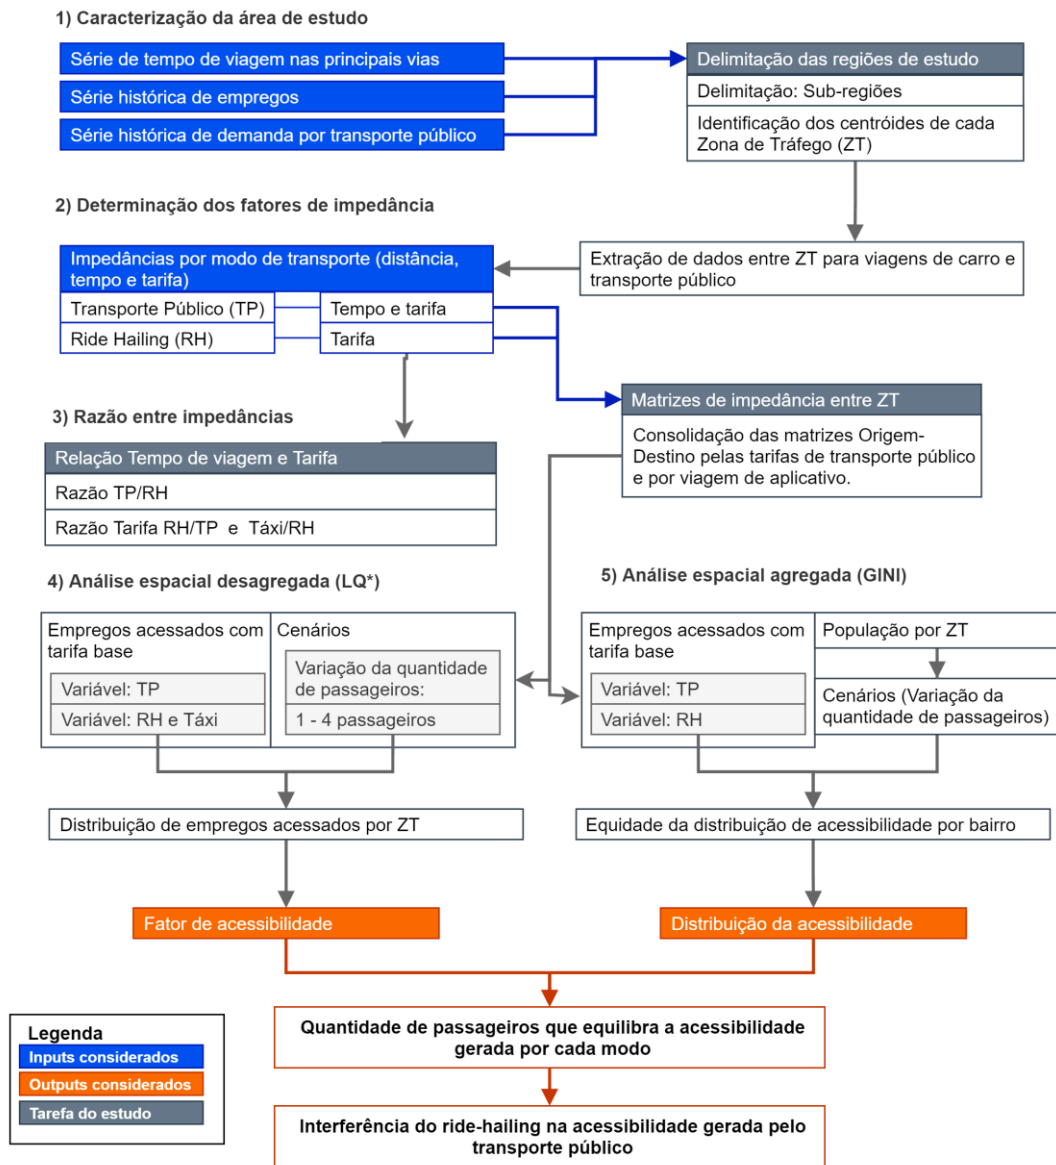 1) Caracterização da área de estudo
Série de tempo de viagem nas principais vias
Série histórica de empregos
Série histórica de demanda por transporte público
Delimitação das regiões de estudo
Delimitação: Sub-regiões
Identificação dos centróides de cada
Zona de Tráfego (ZT)
2) Determinação dos fatores de impedância
Impedâncias por modo de transporte (distância,
tempo e tarifa)
Transporte Público (TP)
Tempo e tarifa
Ride Hailing (RH)
Tarifa
Extração de dados entre ZT para viagens de carro e
transporte público
3) Razão entre impedâncias
Relação Tempo de viagem e Tarifa
Razão TP/RH
Razão Tarifa RH/TP e Táxi/RH
Matrizes de impedância entre ZT
Consolidação das matrizes Origem-
Destino pelas tarifas de transporte público
e por viagem de aplicativo.
4) Análise espacial desagregada (LQ*)
Empregos acessados com
tarifa base
Variável: TP
Variável: RH e Táxi
Cenários
Variação da quantidade
de passageiros:
1 - 4 passageiros
Distribuição de empregos acessados por ZT
Fator de acessibilidade
5) Análise espacial agregada (GINI)
Empregos acessados com
tarifa base
Variável: TP
Variável: RH
População por ZT
Cenários (Variação da
quantidade de passageiros)
Equidade da distribuição de acessibilidade por bairro
Distribuição da acessibilidade
Quantidade de passageiros que equilibra a acessibilidade
gerada por cada modo
Interferência do ride-hailing na acessibilidade gerada pelo
transporte público
Legenda
Inputs considerados
Outputs considerados
Tarefa do estudo